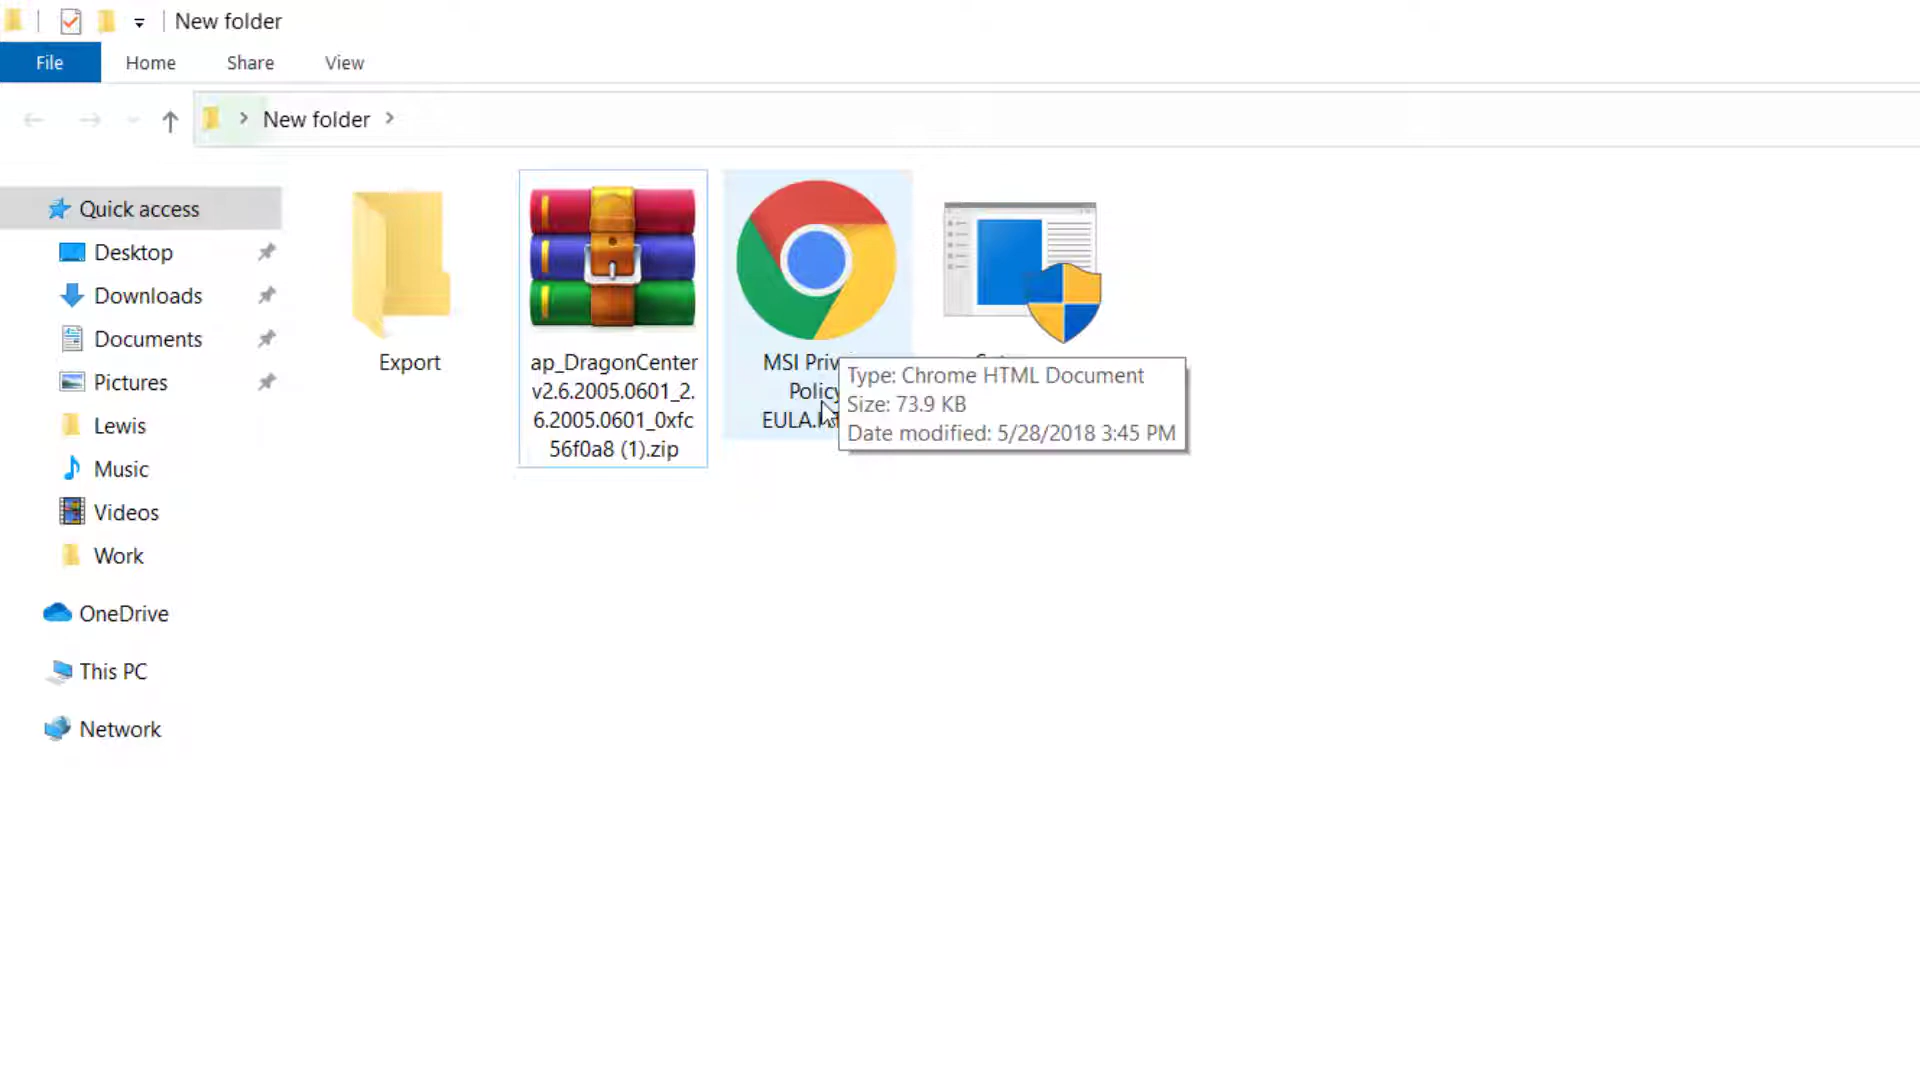 New folder
File Home Share View
New folder
Quick access
Desktop
Downloads
Documents
Pictures
Lewis
Music
Videos
Work
OneDrive
This PC
Network
Export
ap_DragonCenter
v2.6.2005.0601_2.
6.2005.0601_0xfc
56f0a8 (1).zip
MSI
Policy
EULA.
Type: Chrome HTML Document
Size: 73.9 KB
Date modified: 5/28/2018 3:45 PM